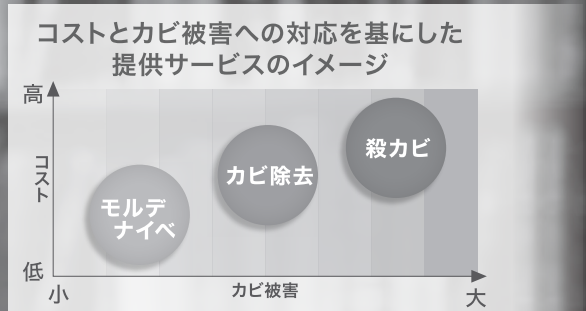 コストとカビ被害への対応を基にした
提供サービスのイメージ
高
コスト
モルデ
ナイベ
カビ除去
殺カビ
低
小
カビ被害
大